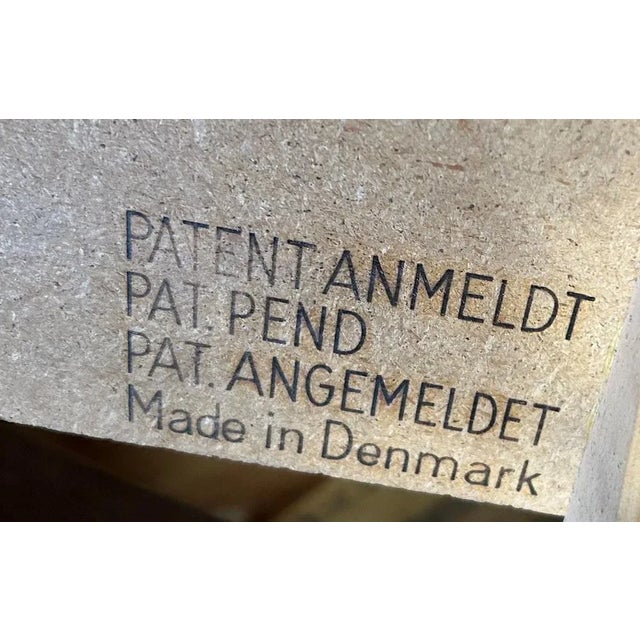 PATENT ANMELDT
PAT. PEND
PAT. ANGEMELDET
Made in Denmark